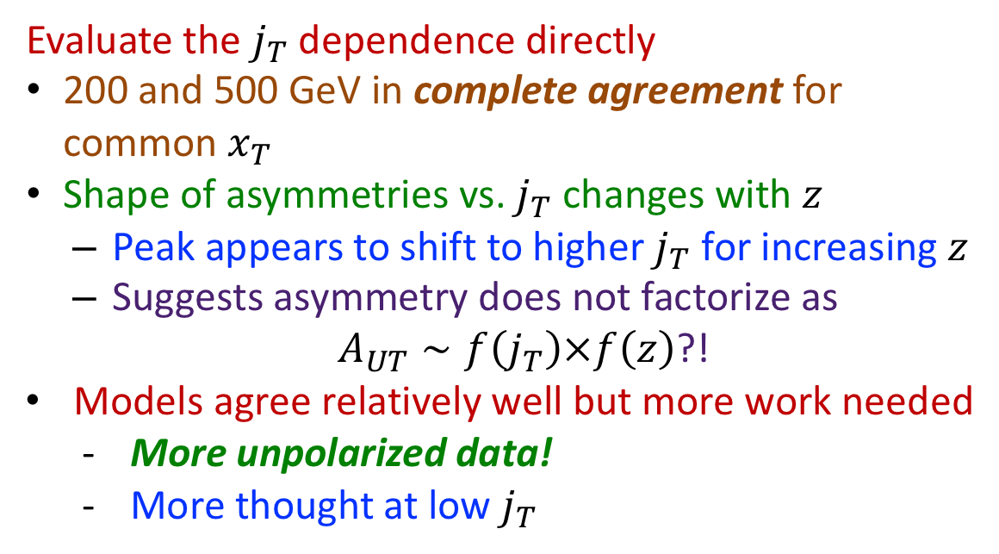 Evaluate the j_T dependence directly
• 200 and 500 GeV in complete agreement for
common x_T
• Shape of asymmetries vs. j_T changes with z
– Peak appears to shift to higher j_T for increasing z
– Suggests asymmetry does not factorize as
A_{UT} ~ f(j_T)×f(z)?!
• Models agree relatively well but more work needed
- More unpolarized data!
- More thought at low j_T